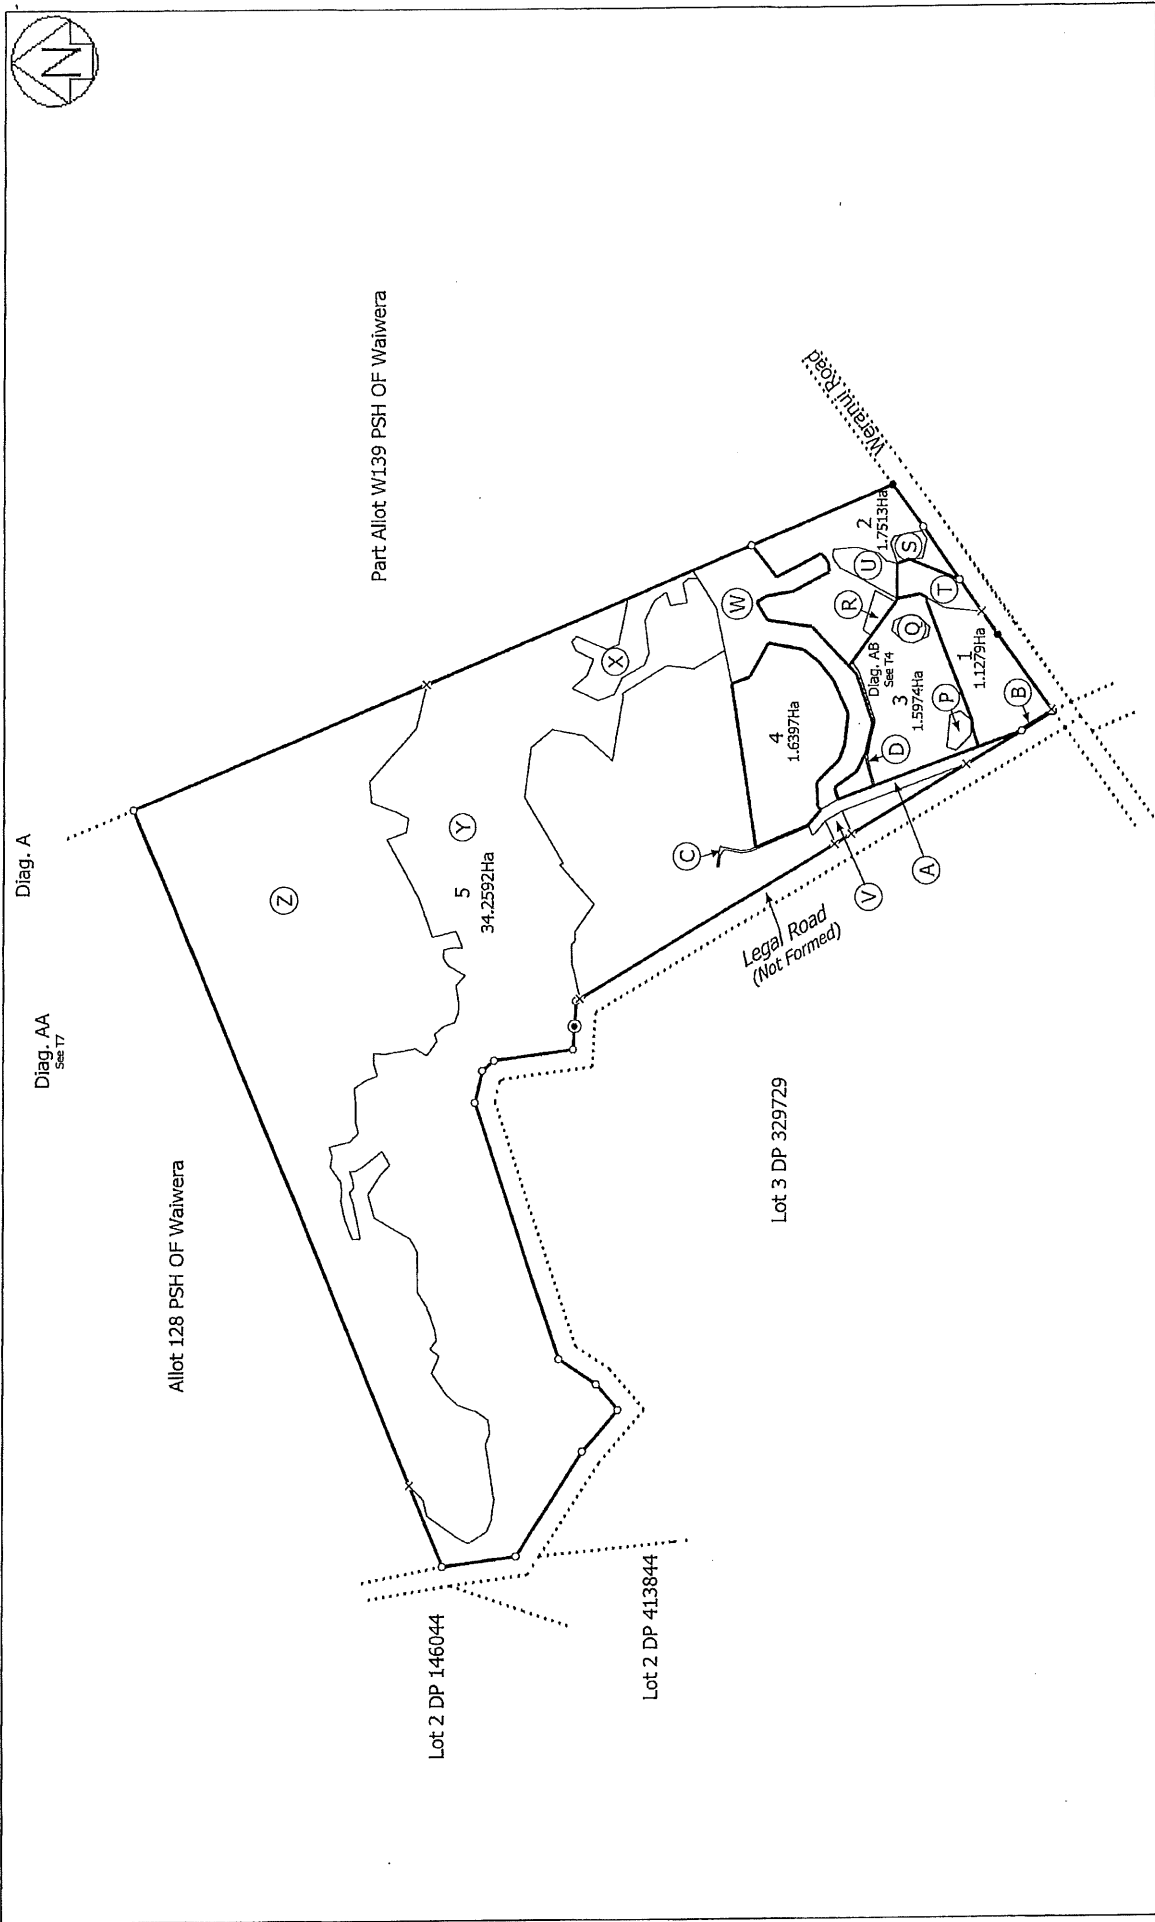 N
Diag. A
Diag. AA
See T7
Allot 128 PSH OF Waiwera
Part Allot W139 PSH OF Waiwera
Lot 2 DP 146044
Lot 2 DP 413844
Lot 3 DP 329729
Legal Road
(Not Formed)
Weranui Road
Z
Y
5
34.2592Ha
X
W
4
1.6397Ha
C
V
A
D
Diag. AB
See T4
3
1.5974Ha
P
Q
R
U
2
1.7513Ha
S
T
1
1.1279Ha
B